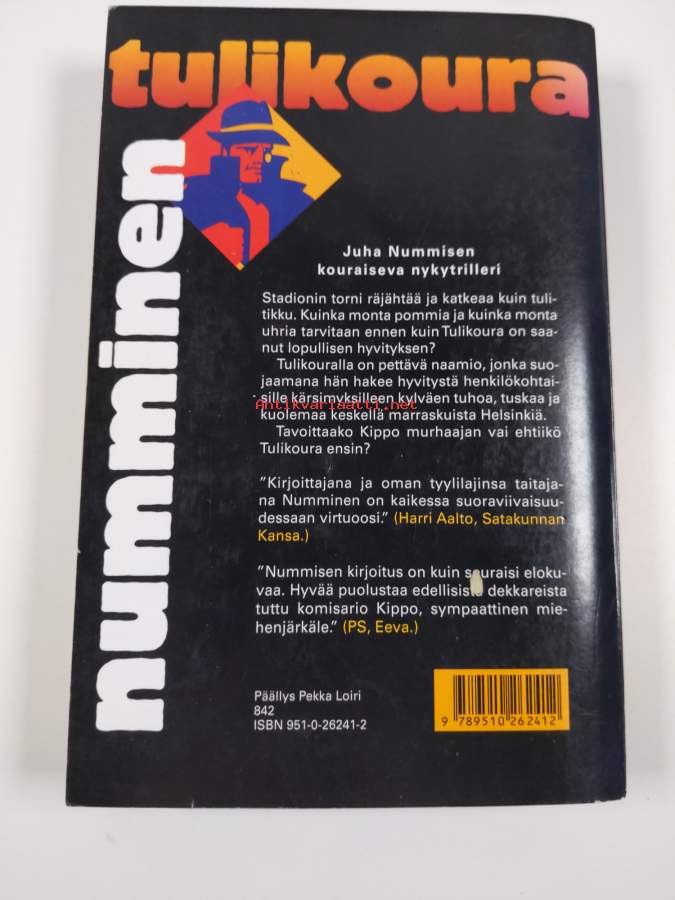 tulikoura
numminen
Juha Nummisen
kouraiseva nykytrilleri
Stadionin torni räjähtää ja katkeaa kuin tuli-
tikku. Kuinka monta pommia ja kuinka monta
uhria tarvitaan ennen kuin Tulikoura on saa-
nut lopullisen hyvityksen?
Tulikouralla on pettävä naamio, jonka suo-
jaamana hän hakee hyvitystä henkilökohtai-
sille kärsimyksilleen kylväen tuhoa, tuskaa ja
Antikvariaatti.net
kuolemaa keskellä marraskuista Helsinkiä.
Tavoittaako Kippo murhaajan vai ehtiikö
Tulikoura ensin?
”Kirjoittajana ja oman tyylilajinsa taitaja-
na Numminen on kaikessa suoraviivaisuu-
dessaan virtuoosi.” (Harri Aalto, Satakunnan
Kansa.)
”Nummisen kirjoitus on kuin seuraisi eloku-
vaa. Hyvää puolustaa edellisistä dekkareista
tuttu komisario Kippo, sympaattinen mie-
henjärkäle.” (PS, Eeva.)
Päällys Pekka Loiri
842
ISBN 951-0-26241-2
9 789510 262412